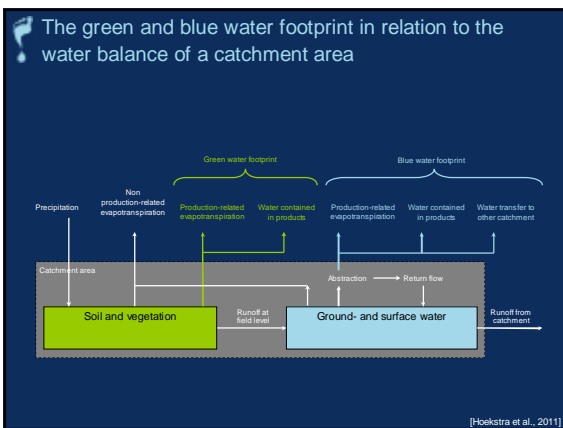 The green and blue water footprint in relation to the
water balance of a catchment area
Green water footprint
Blue water footprint
Precipitation
Non
production-related
evapotranspiration
Production-related
evapotranspiration
Water contained
in products
Production-related
evapotranspiration
Water contained
in products
Water transfer to
other catchment
Catchment area
Abstraction
Return flow
Soil and vegetation
Runoff at
field level
Ground- and surface water
Runoff from
catchment
[Hoekstra et al., 2011]